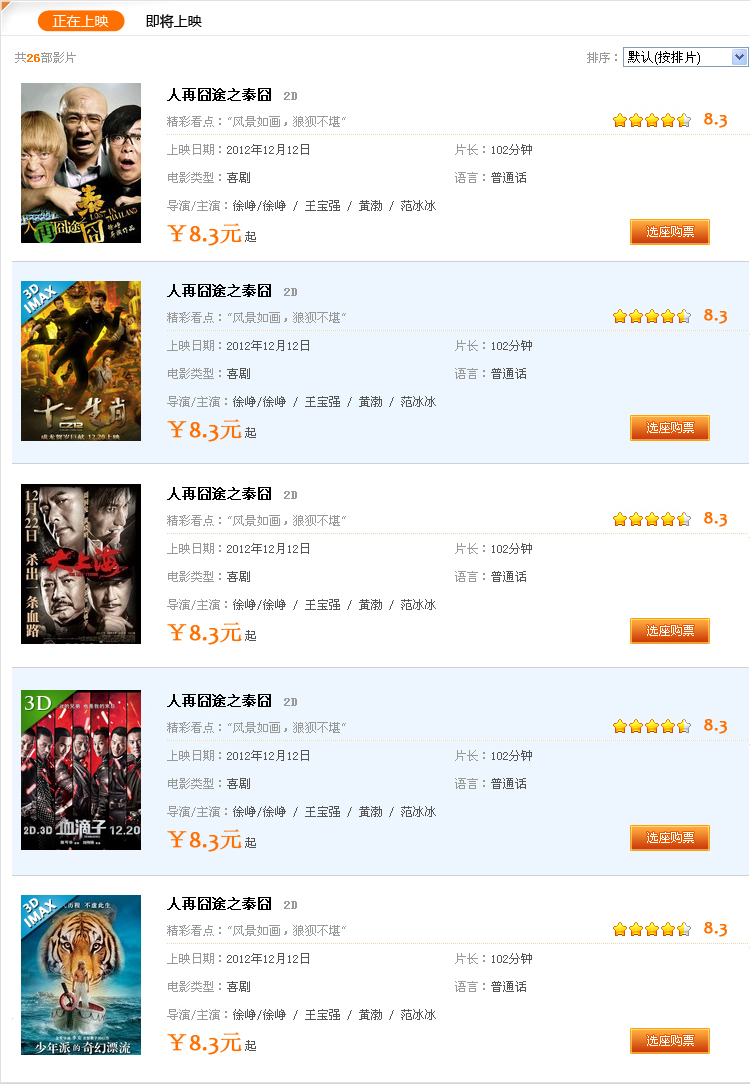 正在上映 即将上映
共26部影片 排序： 默认(按排片)
人再囧途之秦囧 2D
精彩看点："风景如画，狼狈不堪" 8.3
上映日期：2012年12月12日 片长：102分钟
电影类型：喜剧 语言：普通话
导演/主演：徐峥/徐峥 / 王宝强 / 黄渤 / 范冰冰
￥8.3元起 选座购票
人再囧途之泰囧
LOST IN THAILAND
徐峥导演作品
人再囧途之秦囧 2D
精彩看点："风景如画，狼狈不堪" 8.3
上映日期：2012年12月12日 片长：102分钟
电影类型：喜剧 语言：普通话
导演/主演：徐峥/徐峥 / 王宝强 / 黄渤 / 范冰冰
￥8.3元起 选座购票
3D
IMAX
十二生肖
CZ12
人再囧途之秦囧 2D
精彩看点："风景如画，狼狈不堪" 8.3
上映日期：2012年12月12日 片长：102分钟
电影类型：喜剧 语言：普通话
导演/主演：徐峥/徐峥 / 王宝强 / 黄渤 / 范冰冰
￥8.3元起 选座购票
12月22日 杀出一条血路
大上海
人再囧途之秦囧 2D
精彩看点："风景如画，狼狈不堪" 8.3
上映日期：2012年12月12日 片长：102分钟
电影类型：喜剧 语言：普通话
导演/主演：徐峥/徐峥 / 王宝强 / 黄渤 / 范冰冰
￥8.3元起 选座购票
3D
2D.3D 血滴子 12.20
人再囧途之秦囧 2D
精彩看点："风景如画，狼狈不堪" 8.3
上映日期：2012年12月12日 片长：102分钟
电影类型：喜剧 语言：普通话
导演/主演：徐峥/徐峥 / 王宝强 / 黄渤 / 范冰冰
￥8.3元起 选座购票
3D
IMAX
少年派的奇幻漂流